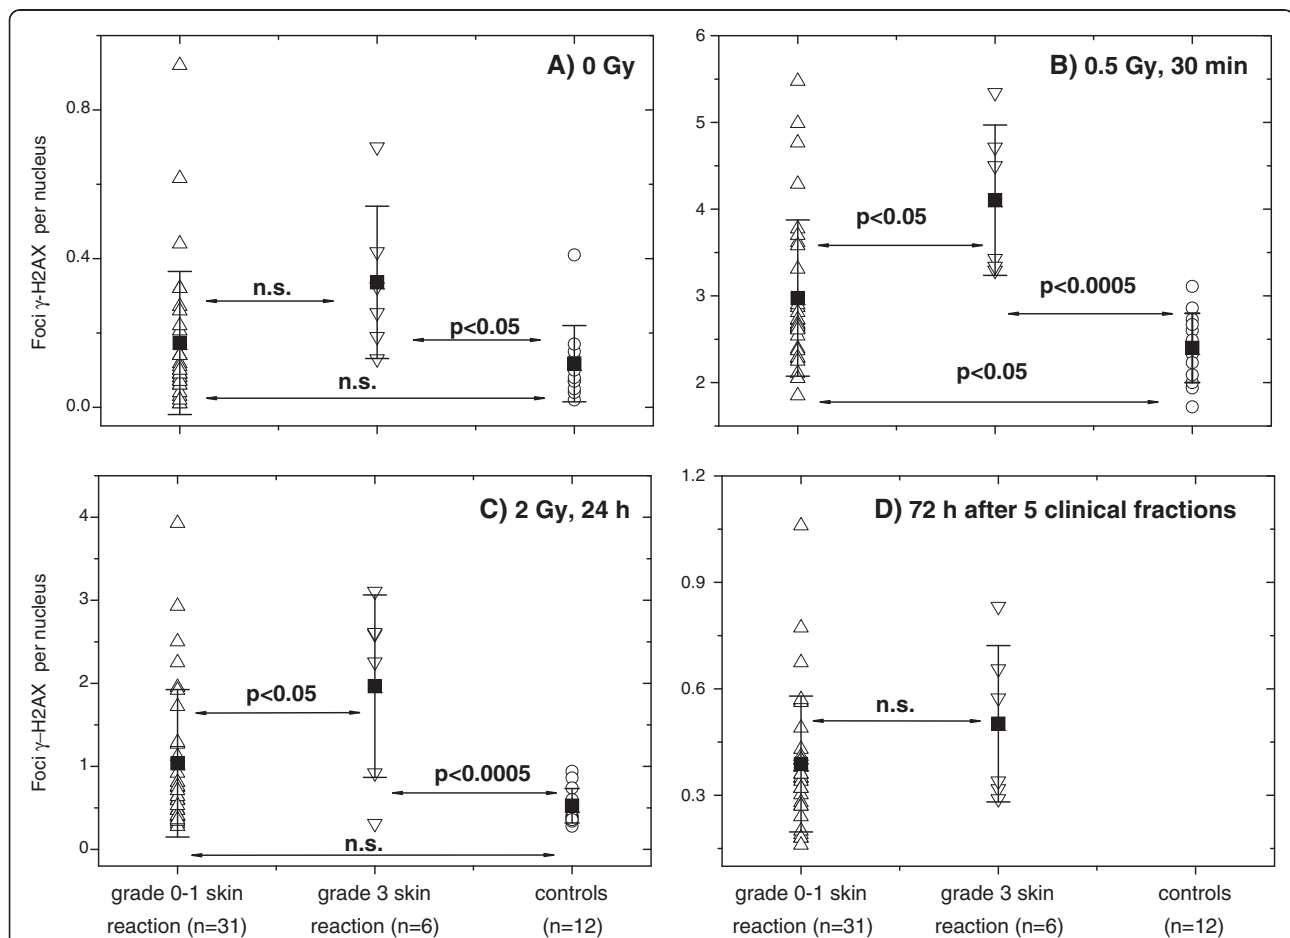 A) 0 Gy
0.8
0.4
0.0
Foci γ-H2AX per nucleus
n.s.
p<0.05
n.s.
B) 0.5 Gy, 30 min
6
5
4
3
2
p<0.05
p<0.0005
p<0.05
C) 2 Gy, 24 h
4
3
2
1
0
Foci γ–H2AX per nucleus
p<0.05
p<0.0005
n.s.
grade 0-1 skin
reaction (n=31)
grade 3 skin
reaction (n=6)
controls
(n=12)
D) 72 h after 5 clinical fractions
1.2
0.9
0.6
0.3
n.s.
grade 0-1 skin
reaction (n=31)
grade 3 skin
reaction (n=6)
controls
(n=12)